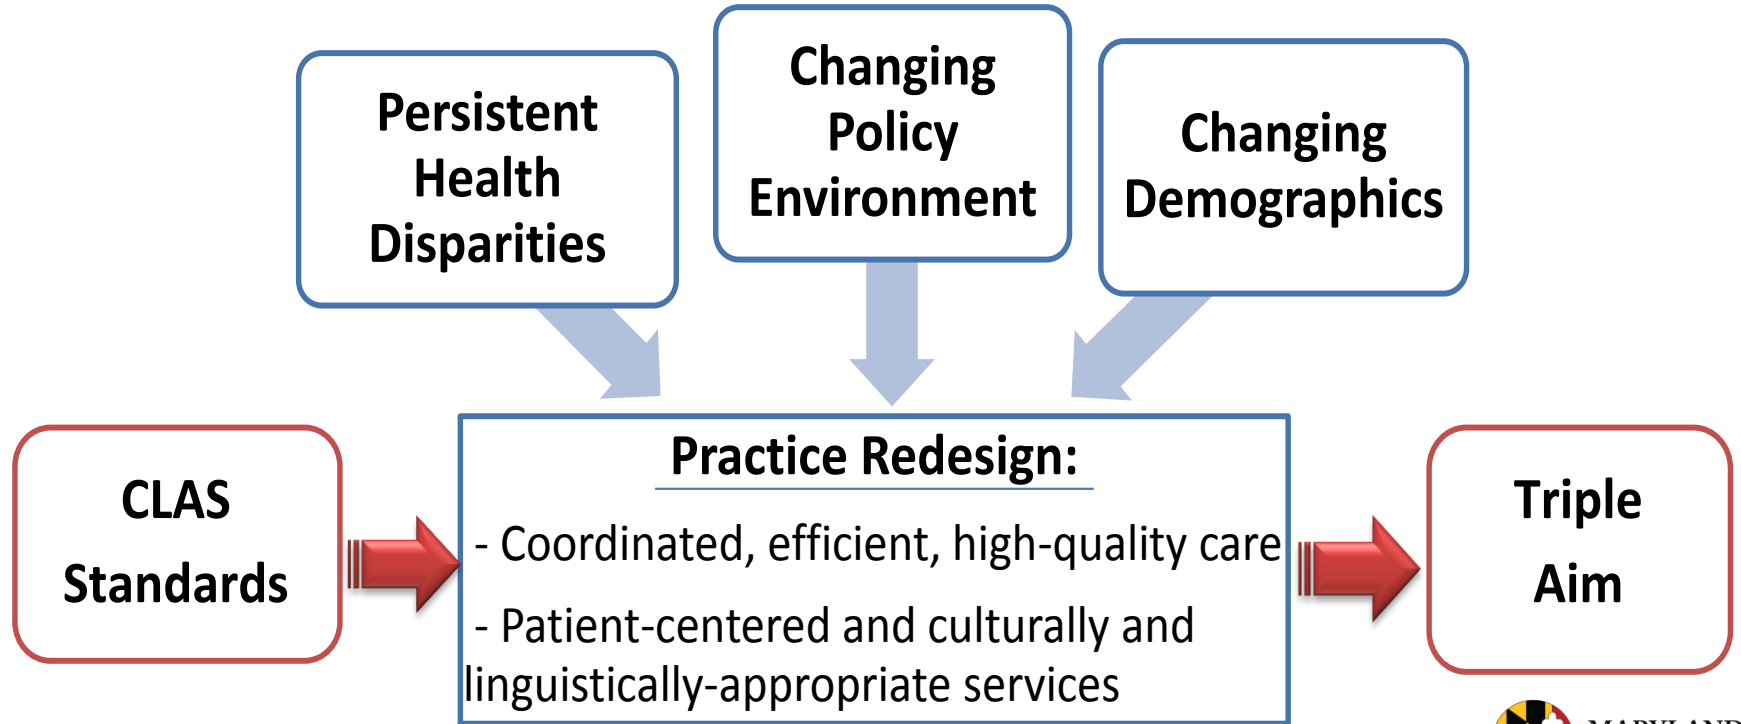 Persistent
Health
Disparities
Changing
Policy
Environment
Changing
Demographics
CLAS
Standards
Practice Redesign:
- Coordinated, efficient, high-quality care
- Patient-centered and culturally and
linguistically-appropriate services
Triple
Aim
MARYLAND